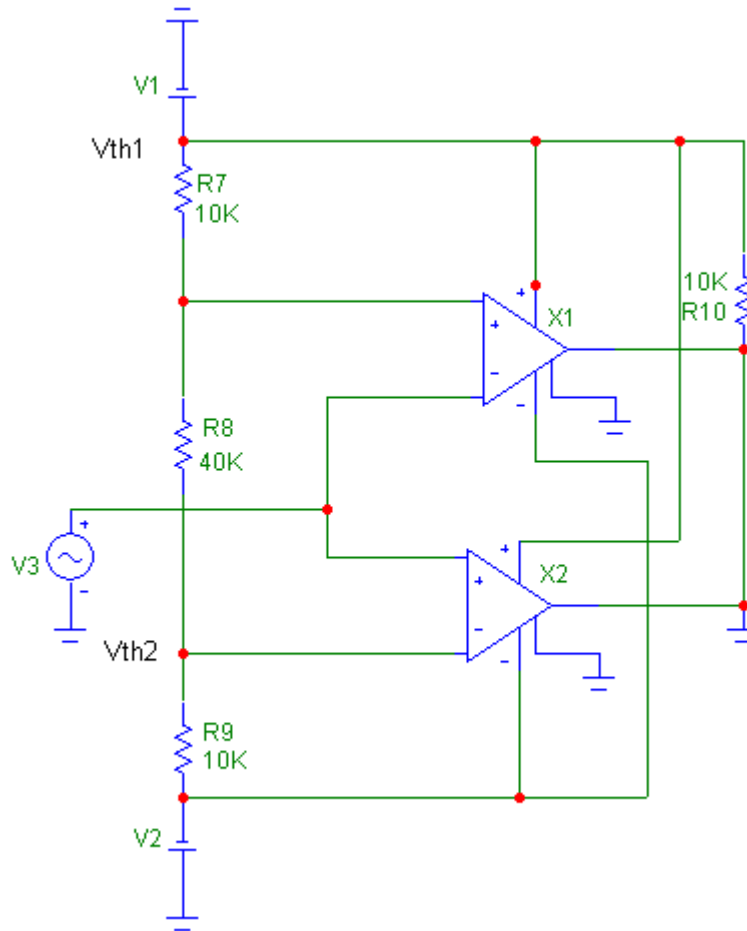 V1
Vth1
R7
10K
+
X1
10K
R10
+
-
-
R8
40K
+
V3
-
+
X2
+
-
-
Vth2
R9
10K
V2